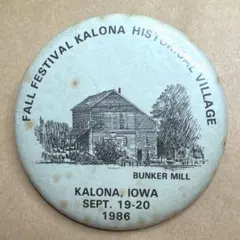 FALL FESTIVAL KALONA HISTORICAL VILLAGE
BUNKER MILL
KALONA, IOWA
SEPT. 19-20
1986